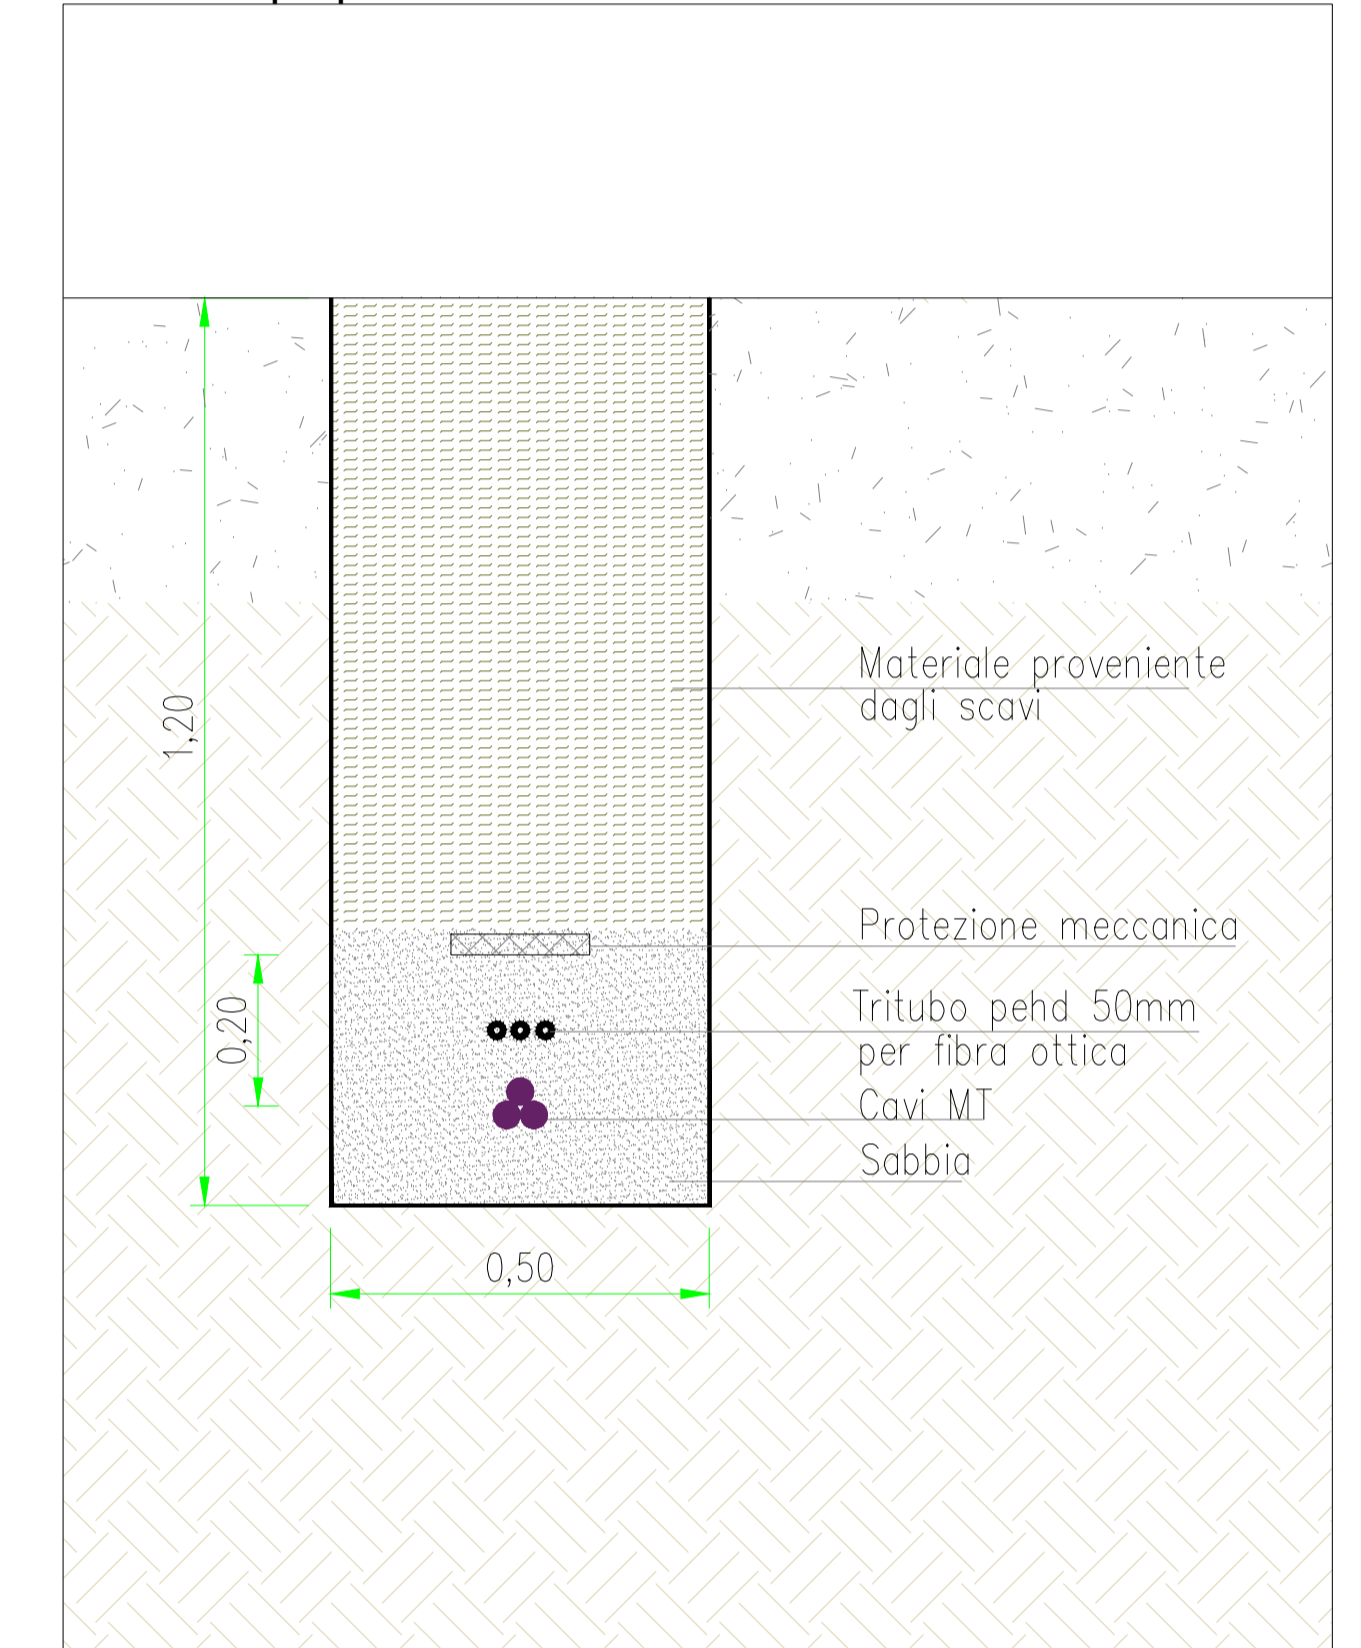 Materiale proveniente
dagli scavi
1,20
Protezione meccanica
0,20
Tritubo pehd 50mm
per fibra ottica
Cavi MT
Sabbia
0,50